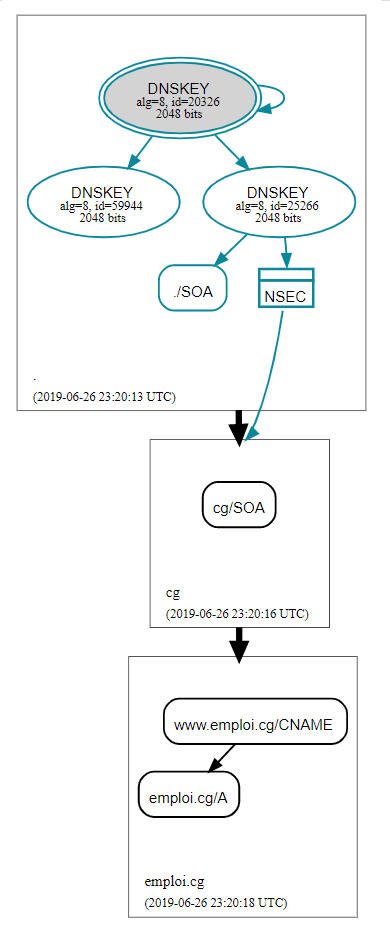 DNSKEY
alg=8, id=20326
2048 bits
DNSKEY
alg=8, id=59944
2048 bits
DNSKEY
alg=8, id=25266
2048 bits
./SOA
NSEC
.
(2019-06-26 23:20:13 UTC)
cg/SOA
cg
(2019-06-26 23:20:16 UTC)
www.emploi.cg/CNAME
emploi.cg/A
emploi.cg
(2019-06-26 23:20:18 UTC)